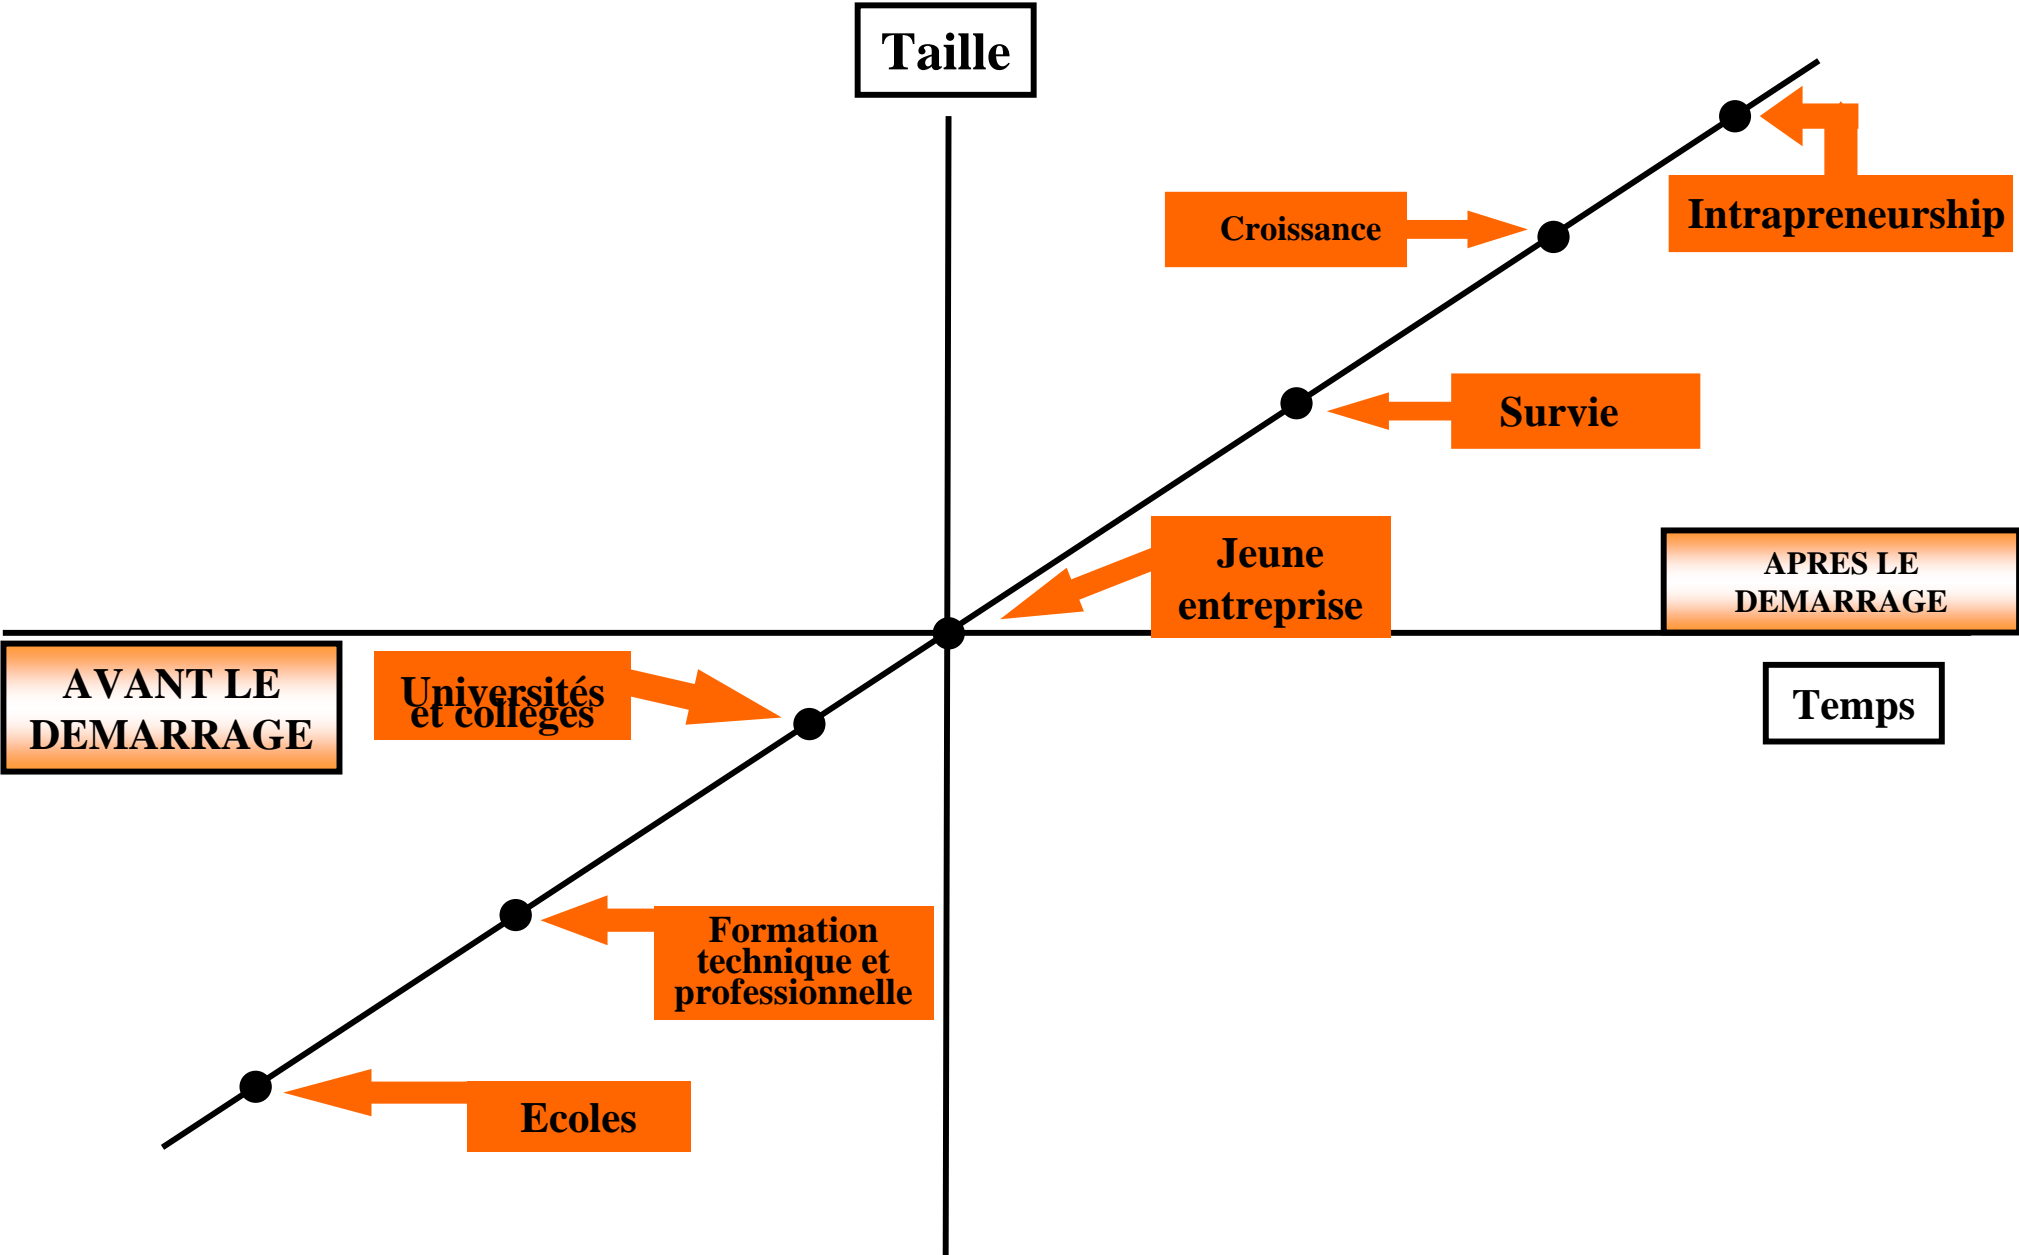 Taille
Intrapreneurship
Croissance
Survie
Jeune
entreprise
APRES LE
DEMARRAGE
AVANT LE
DEMARRAGE
Universités
et collèges
Temps
Formation
technique et
professionnelle
Ecoles